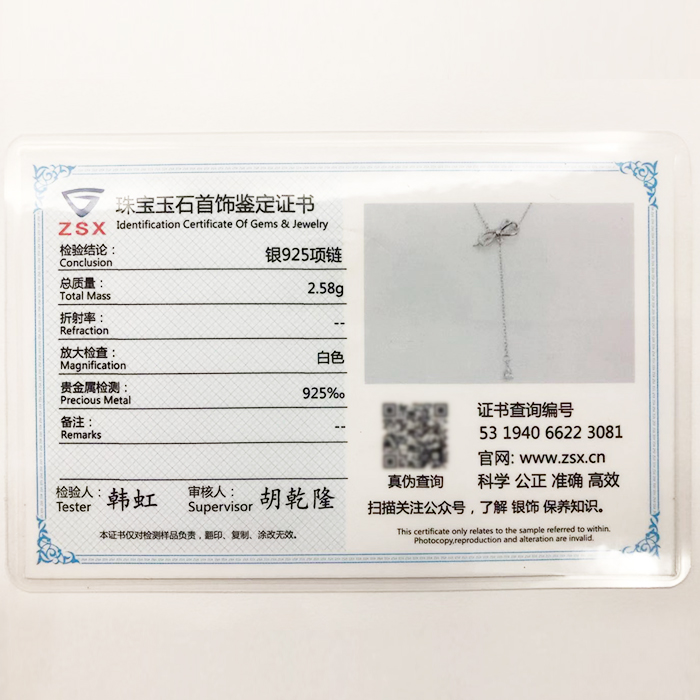 ZSX
珠宝玉石首饰鉴定证书
Identification Certificate Of Gems & Jewelry
检验结论: 银925项链
Conclusion
总质量: 2.58g
Total Mass
折射率: --
Refraction
放大检查: 白色
Magnification
贵金属检测: 925‰
Precious Metal
备注: --
Remarks
检验人: 韩虹
Tester
审核人: 胡乾隆
Supervisor
本证书仅对检测样品负责，翻印、复制、涂改无效。
真伪查询
证书查询编号
53 1940 6622 3081
官网: www.zsx.cn
科学 公正 准确 高效
扫描关注公众号，了解 银饰 保养知识。
This certificate only relates to the sample referred to within.
Photocopy,reproduction and alteration are invalid.